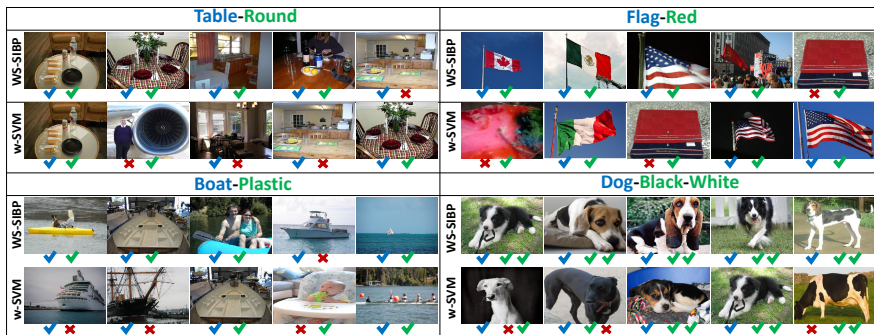 Table-Round
WS-SIBP
w-SVM
Flag-Red
WS-SIBP
w-SVM
Boat-Plastic
WS-SIBP
w-SVM
Dog-Black-White
WS-SIBP
w-SVM